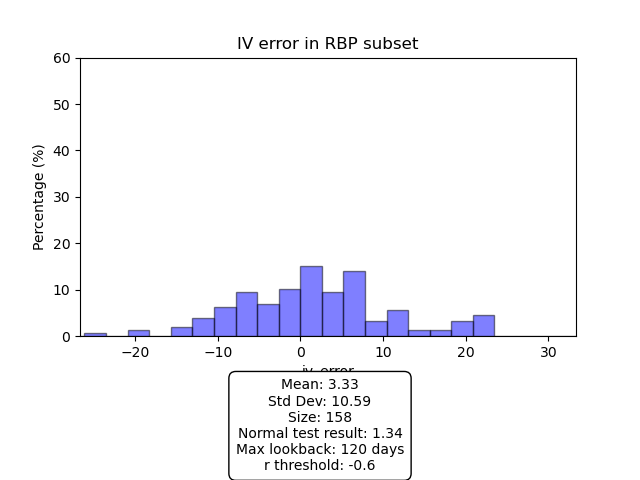 IV error in RBP subset
60
50
40
30
20
10
0
Percentage (%)
−20
−10
0
10
20
30
iv_error
Mean: 3.33
Std Dev: 10.59
Size: 158
Normal test result: 1.34
Max lookback: 120 days
r threshold: -0.6